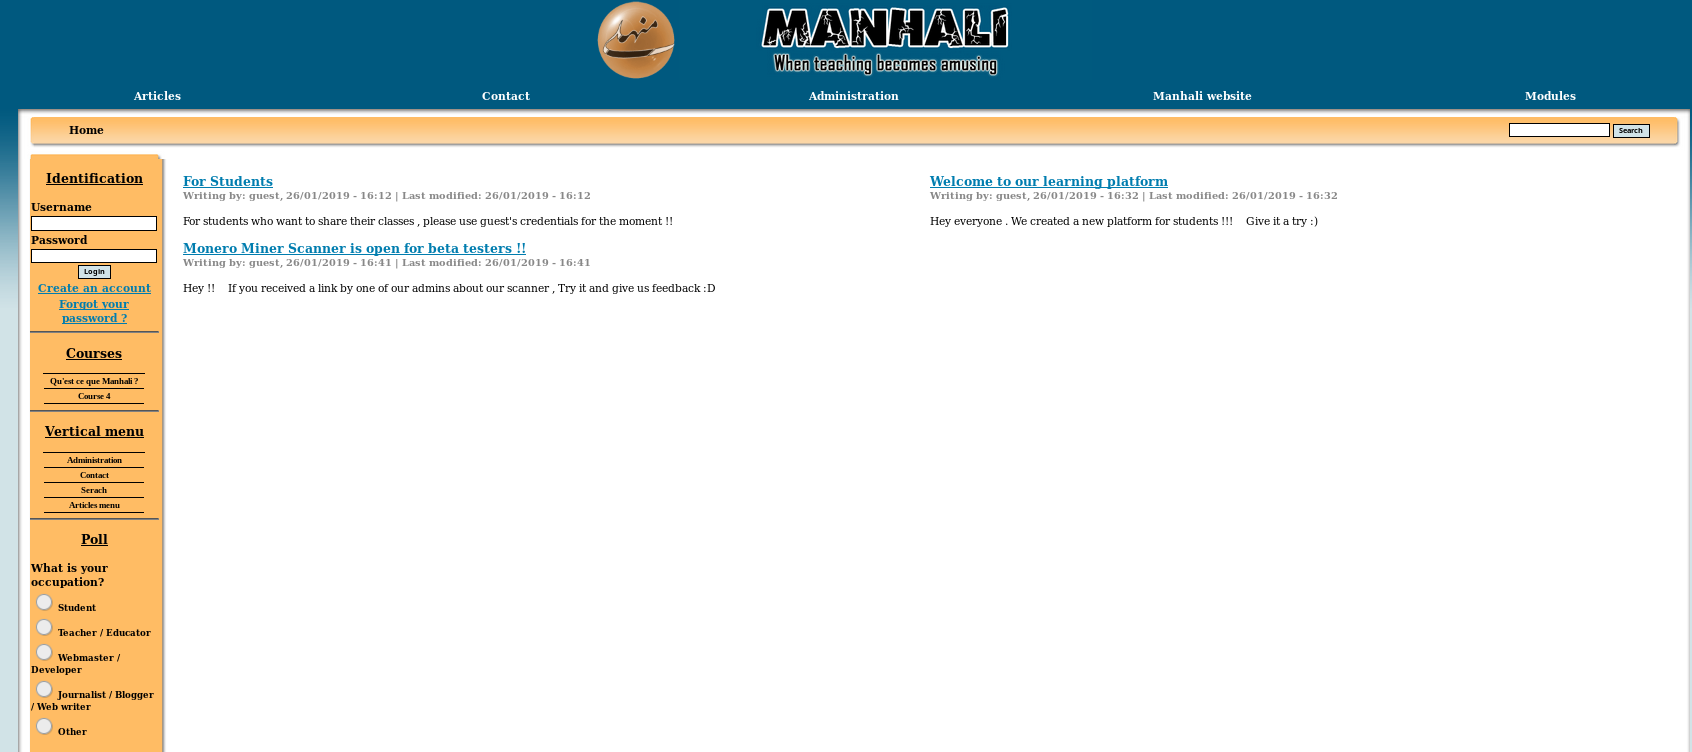 منهل
MANHALI
When teaching becomes amusing
Articles Contact Administration Manhali website Modules
Home Search
Identification
Username
Password
Login
Create an account
Forgot your
password ?
Courses
Qu'est ce que Manhali ?
Course 4
Vertical menu
Administration
Contact
Serach
Articles menu
Poll
What is your
occupation?
Student
Teacher / Educator
Webmaster /
Developer
Journalist / Blogger
/ Web writer
Other
For Students
Writing by: guest, 26/01/2019 - 16:12 | Last modified: 26/01/2019 - 16:12
For students who want to share their classes , please use guest's credentials for the moment !!
Monero Miner Scanner is open for beta testers !!
Writing by: guest, 26/01/2019 - 16:41 | Last modified: 26/01/2019 - 16:41
Hey !! If you received a link by one of our admins about our scanner , Try it and give us feedback :D
Welcome to our learning platform
Writing by: guest, 26/01/2019 - 16:32 | Last modified: 26/01/2019 - 16:32
Hey everyone . We created a new platform for students !!! Give it a try :)